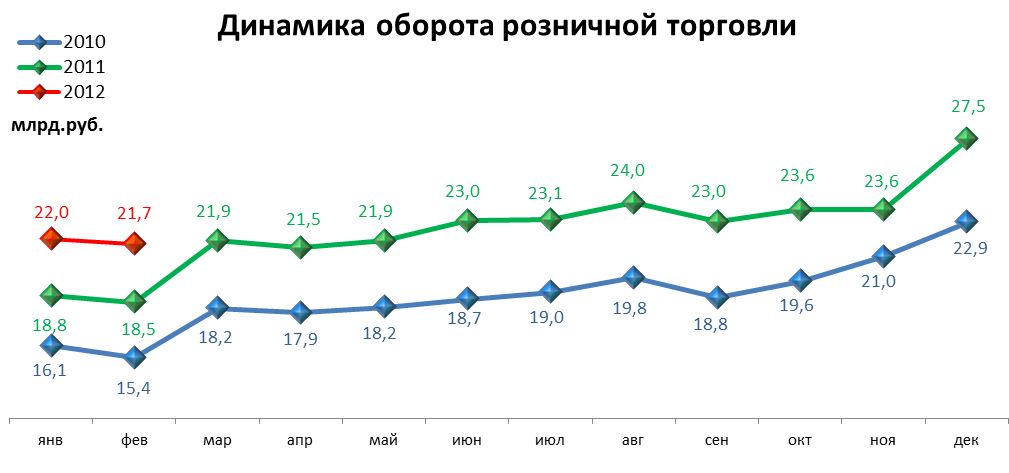 Динамика оборота розничной торговли
2010
2011
2012
млрд.руб.
27,5
24,0
23,0 23,1 23,0 23,6 23,6
22,0 21,7 21,9 21,5 21,9
22,9
21,0
18,8 18,5
18,2 17,9 18,2 18,7 19,0 19,8 18,8 19,6
16,1 15,4
янв фев мар апр май июн июл авг сен окт ноя дек